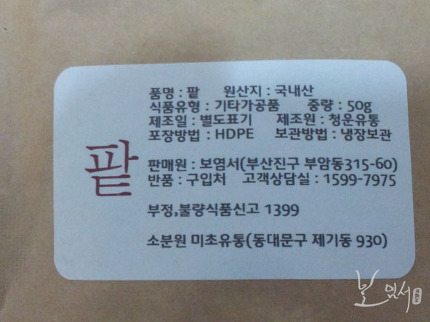 팥
품명 : 팥 원산지 : 국내산
식품유형 : 기타가공품 중량 : 50g
제조일 : 별도표기 제조원 : 청운유통
포장방법 : HDPE 보관방법 : 냉장보관
판매원 : 보염서(부산진구 부암동315-60)
반품 : 구입처 고객상담실 : 1599-7975
부정,불량식품신고 1399
소분원 미초유통(동대문구 제기동 930)